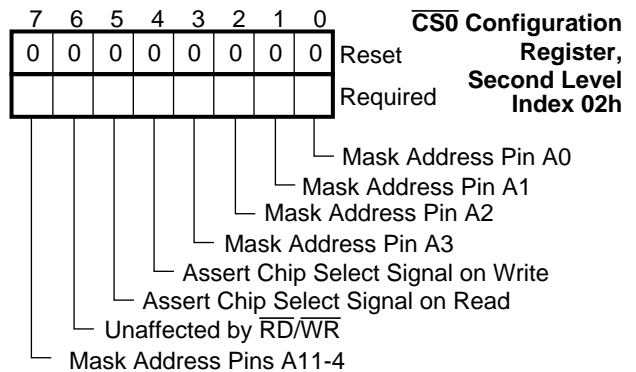 7 6 5 4 3 2 1 0
CS0 Configuration
Register,
Second Level
Index 02h
0 0 0 0 0 0 0 0 Reset
Required
Mask Address Pin A0
Mask Address Pin A1
Mask Address Pin A2
Mask Address Pin A3
Assert Chip Select Signal on Write
Assert Chip Select Signal on Read
Unaffected by RD/WR
Mask Address Pins A11-4